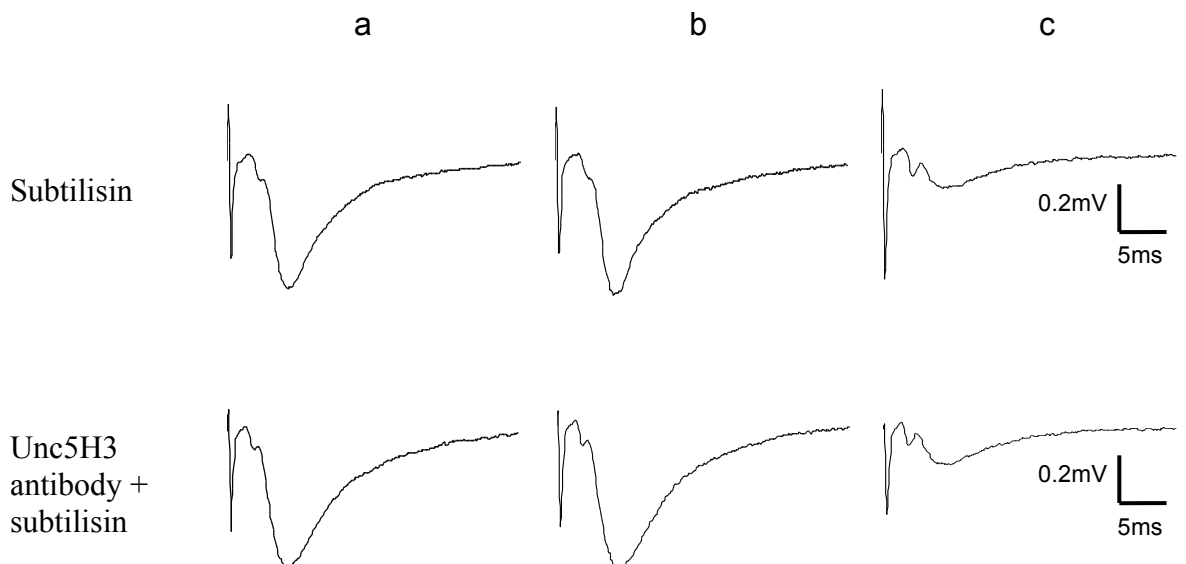 a b c
Subtilisin
0.2mV
5ms
Unc5H3
antibody +
subtilisin
0.2mV
5ms